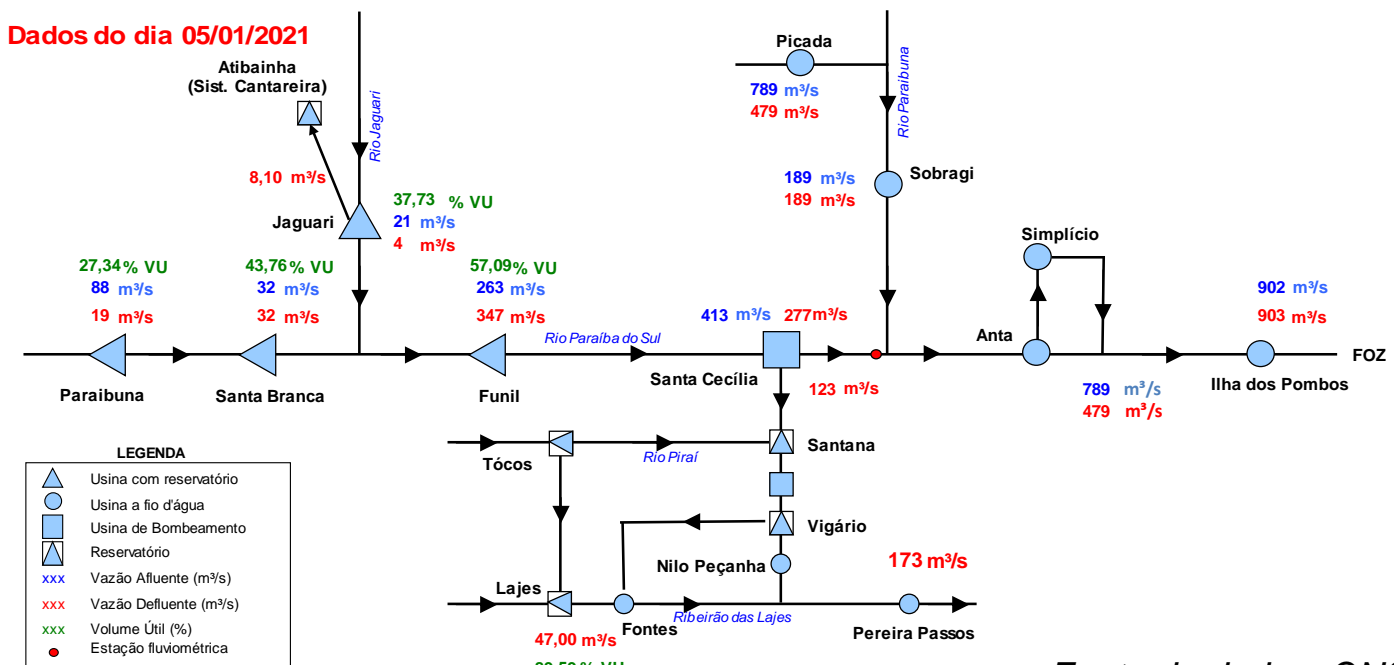 Dados do dia 05/01/2021
Atibainha
(Sist. Cantareira)
Rio Jaguari
8,10 m³/s
Jaguari
37,73 % VU
21 m³/s
4 m³/s
Picada
789 m³/s
479 m³/s
Rio Paraibuna
189 m³/s
189 m³/s
Sobragi
Simplício
27,34 % VU
88 m³/s
19 m³/s
Paraibuna
43,76 % VU
32 m³/s
32 m³/s
Santa Branca
57,09 % VU
263 m³/s
347 m³/s
Funil
Rio Paraíba do Sul
413 m³/s 277 m³/s
Santa Cecília
123 m³/s
Anta
789 m³/s
479 m³/s
902 m³/s
903 m³/s
Ilha dos Pombos
FOZ
Tócos
Rio Piraí
Santana
Vigário
Nilo Peçanha
173 m³/s
Lajes
Fontes
Ribeirão das Lajes
Pereira Passos
47,00 m³/s
LEGENDA
Usina com reservatório
Usina a fio d'água
Usina de Bombeamento
Reservatório
xxx Vazão Afluente (m³/s)
xxx Vazão Defluente (m³/s)
xxx Volume Útil (%)
Estação fluviométrica